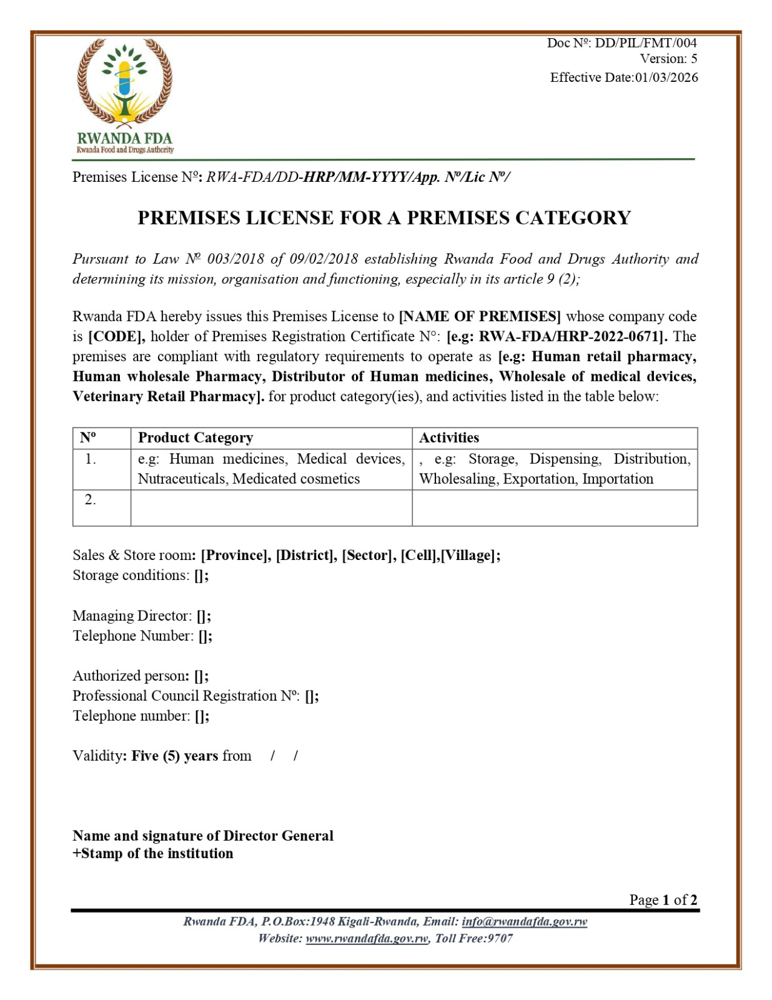 Doc Nº: DD/PIL/FMT/004
Version: 5
Effective Date:01/03/2026
RWANDA FDA
Rwanda Food and Drugs Authority
Premises License Nº: RWA-FDA/DD-HRP/MM-YYYY/App. Nº/Lic Nº/
PREMISES LICENSE FOR A PREMISES CATEGORY
Pursuant to Law Nº 003/2018 of 09/02/2018 establishing Rwanda Food and Drugs Authority and
determining its mission, organisation and functioning, especially in its article 9 (2);
Rwanda FDA hereby issues this Premises License to [NAME OF PREMISES] whose company code
is [CODE], holder of Premises Registration Certificate N°: [e.g: RWA-FDA/HRP-2022-0671]. The
premises are compliant with regulatory requirements to operate as [e.g: Human retail pharmacy,
Human wholesale Pharmacy, Distributor of Human medicines, Wholesale of medical devices,
Veterinary Retail Pharmacy]. for product category(ies), and activities listed in the table below:
Nº Product Category Activities
1. e.g: Human medicines, Medical devices, , e.g: Storage, Dispensing, Distribution,
Nutraceuticals, Medicated cosmetics Wholesaling, Exportation, Importation
2.
Sales & Store room: [Province], [District], [Sector], [Cell],[Village];
Storage conditions: [];
Managing Director: [];
Telephone Number: [];
Authorized person: [];
Professional Council Registration Nº: [];
Telephone number: [];
Validity: Five (5) years from / /
Name and signature of Director General
+Stamp of the institution
Page 1 of 2
Rwanda FDA, P.O.Box:1948 Kigali-Rwanda, Email: info@rwandafda.gov.rw
Website: www.rwandafda.gov.rw, Toll Free:9707